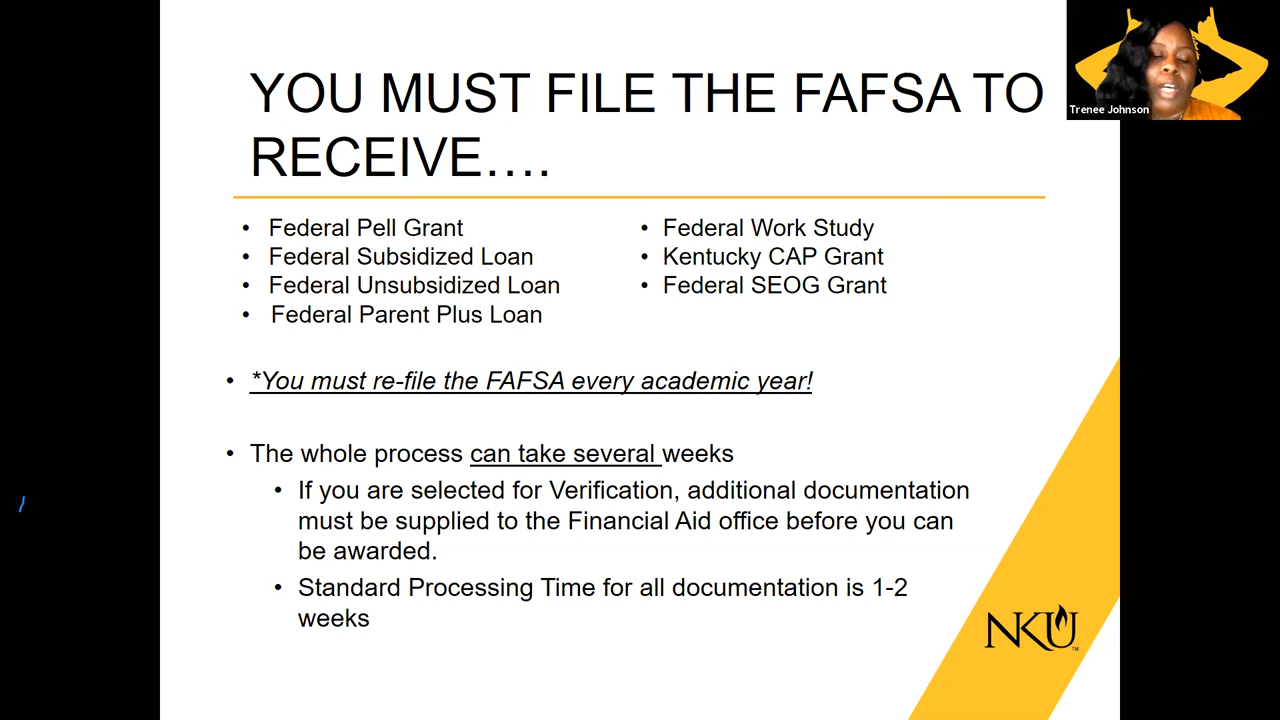 YOU MUST FILE THE FAFSA TO
RECEIVE….
Trenee Johnson
• Federal Pell Grant
• Federal Subsidized Loan
• Federal Unsubsidized Loan
• Federal Parent Plus Loan
• Federal Work Study
• Kentucky CAP Grant
• Federal SEOG Grant
• *You must re-file the FAFSA every academic year!
• The whole process can take several weeks
• If you are selected for Verification, additional documentation
must be supplied to the Financial Aid office before you can
be awarded.
• Standard Processing Time for all documentation is 1-2
weeks
NKU
TM